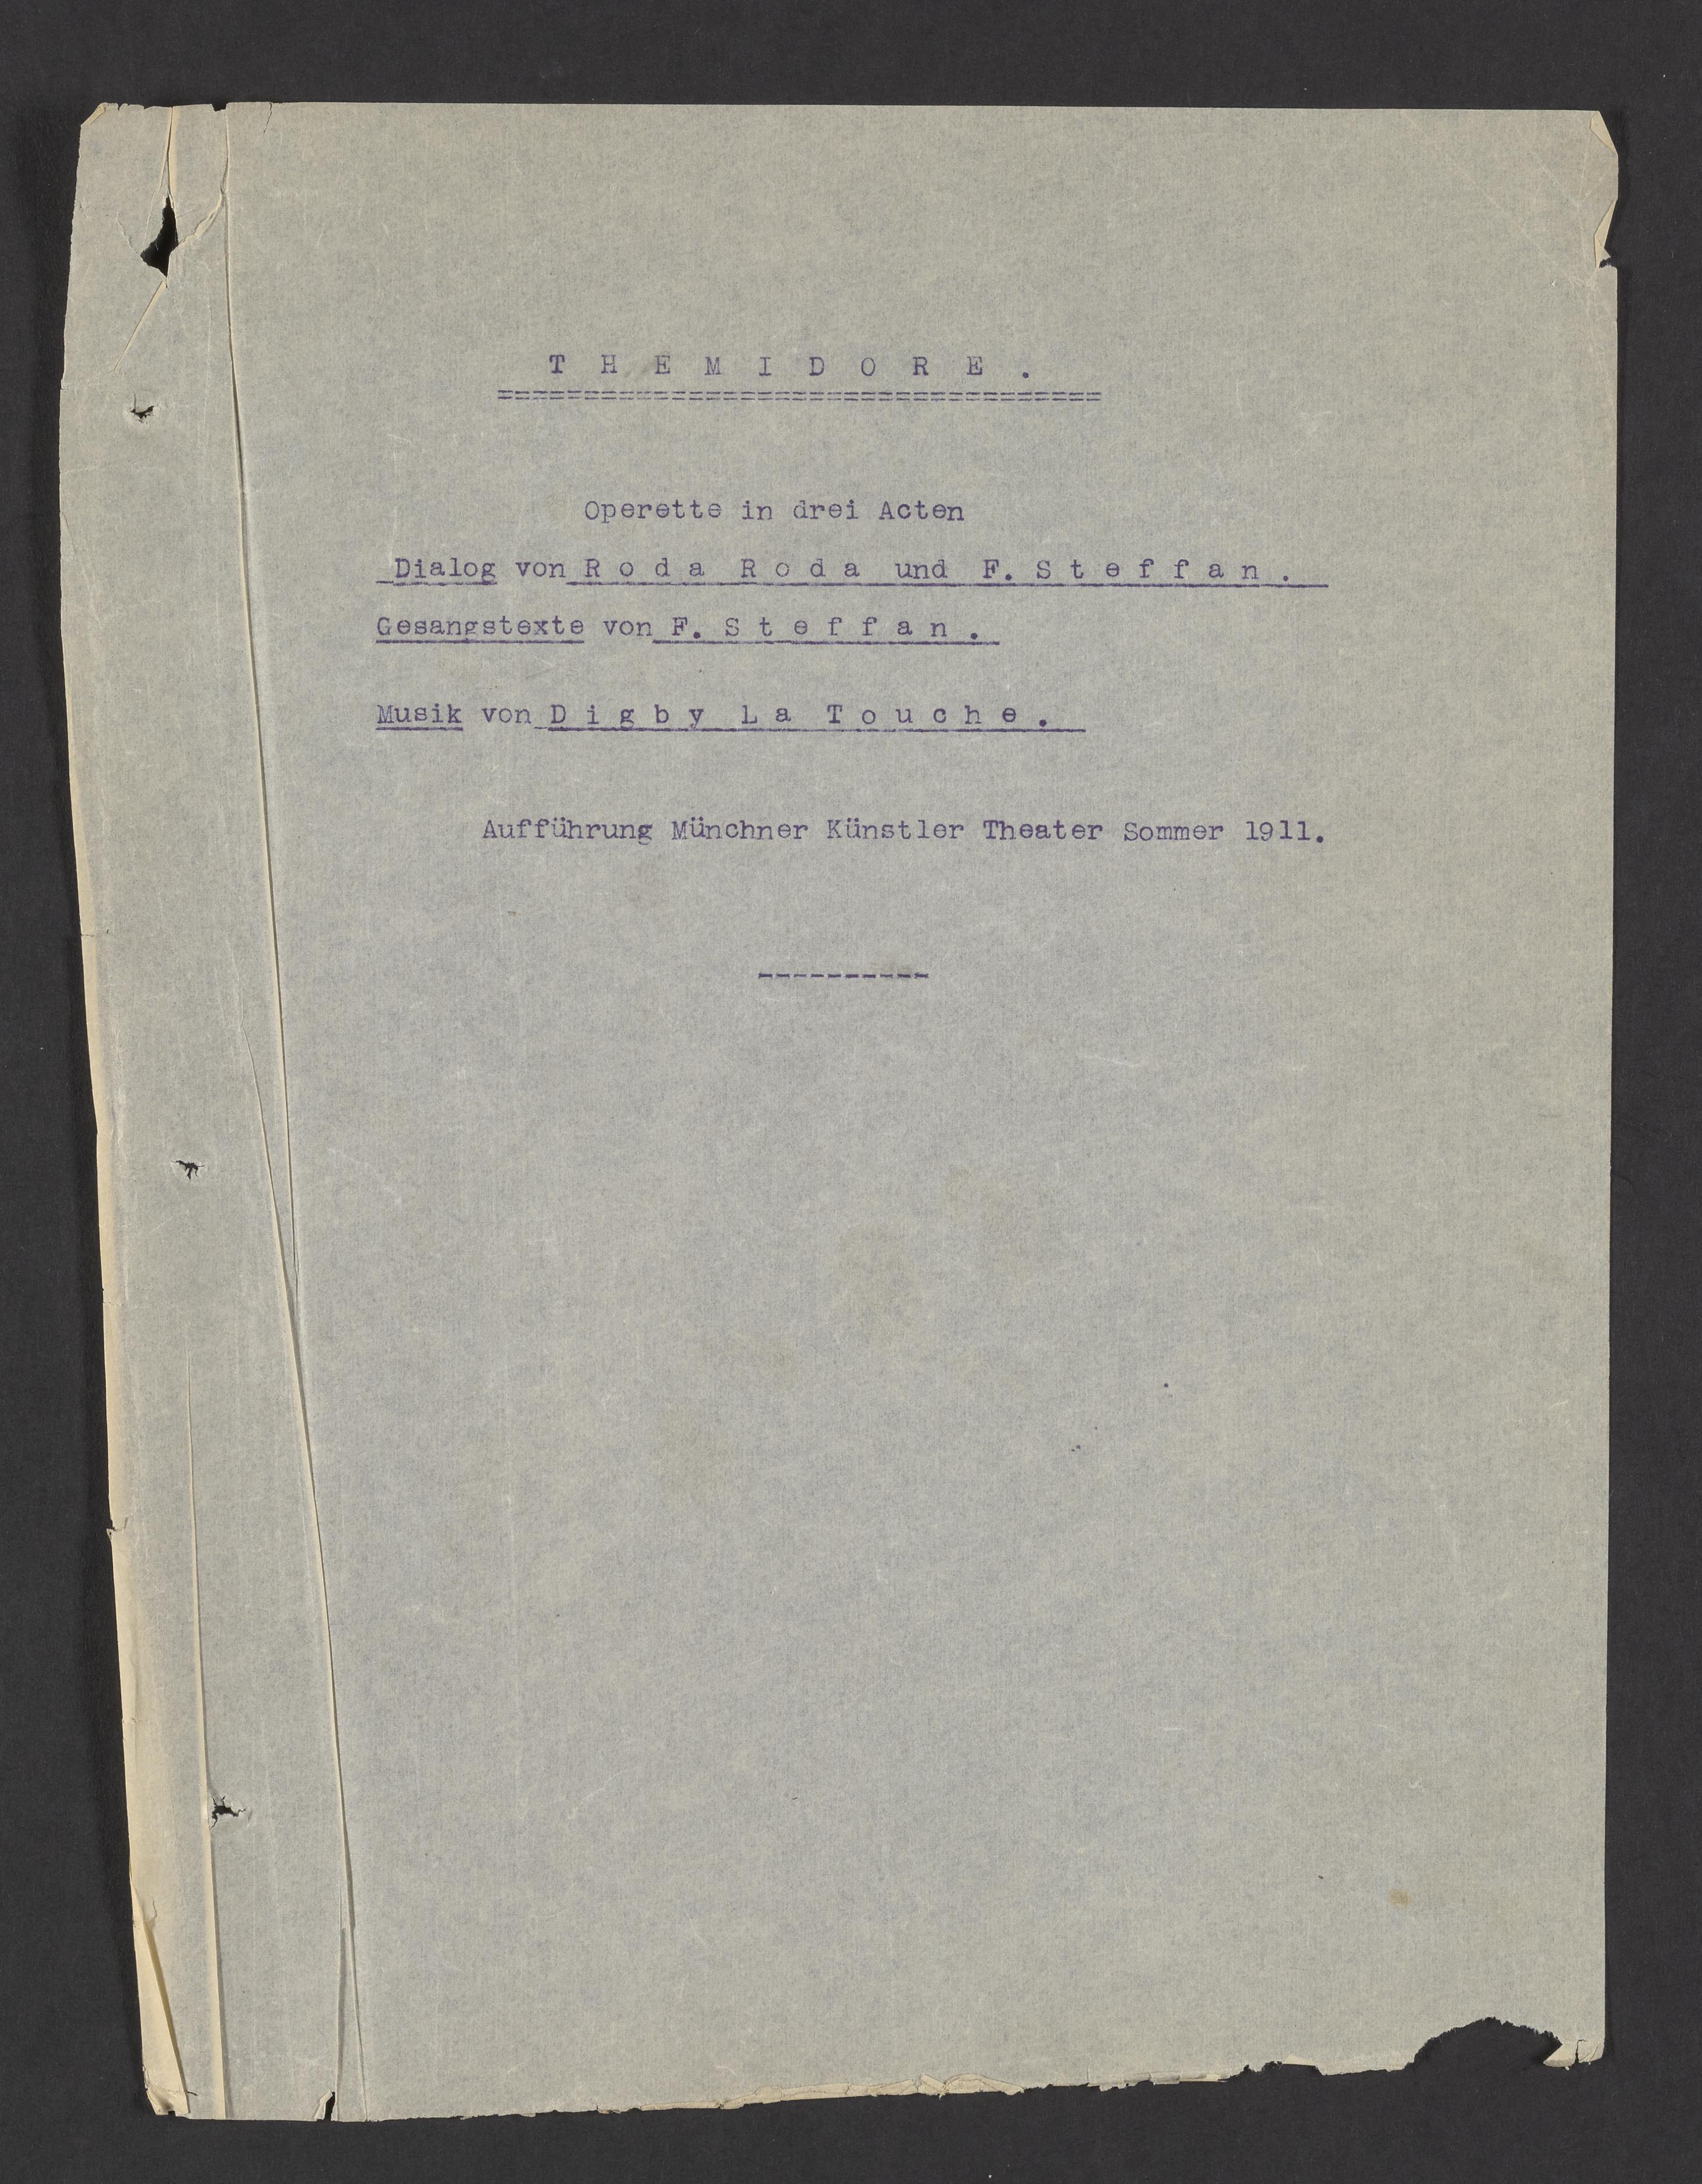 T H E M I D O R E .
Operette in drei Acten
Dialog von R o d a  R o d a  und  F. S t e f f a n .
Gesangstexte von F. S t e f f a n .
Musik von D i g b y  L a  T o u c h e .
Aufführung Münchner Künstler Theater Sommer 1911.